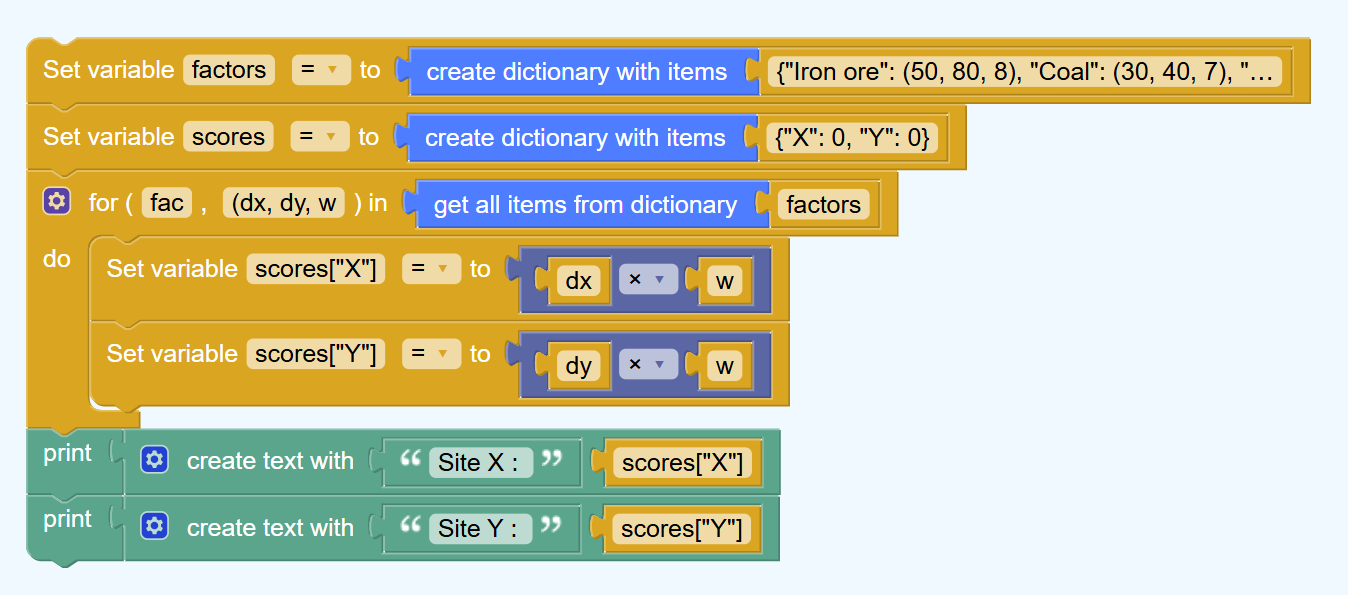 Set variable factors = to create dictionary with items {"Iron ore": (50, 80, 8), "Coal": (30, 40, 7), "...
Set variable scores = to create dictionary with items {"X": 0, "Y": 0}
for ( fac , (dx, dy, w ) in get all items from dictionary factors
do Set variable scores["X"] = to dx × w
Set variable scores["Y"] = to dy × w
print create text with “ Site X : ” scores["X"]
print create text with “ Site Y : ” scores["Y"]